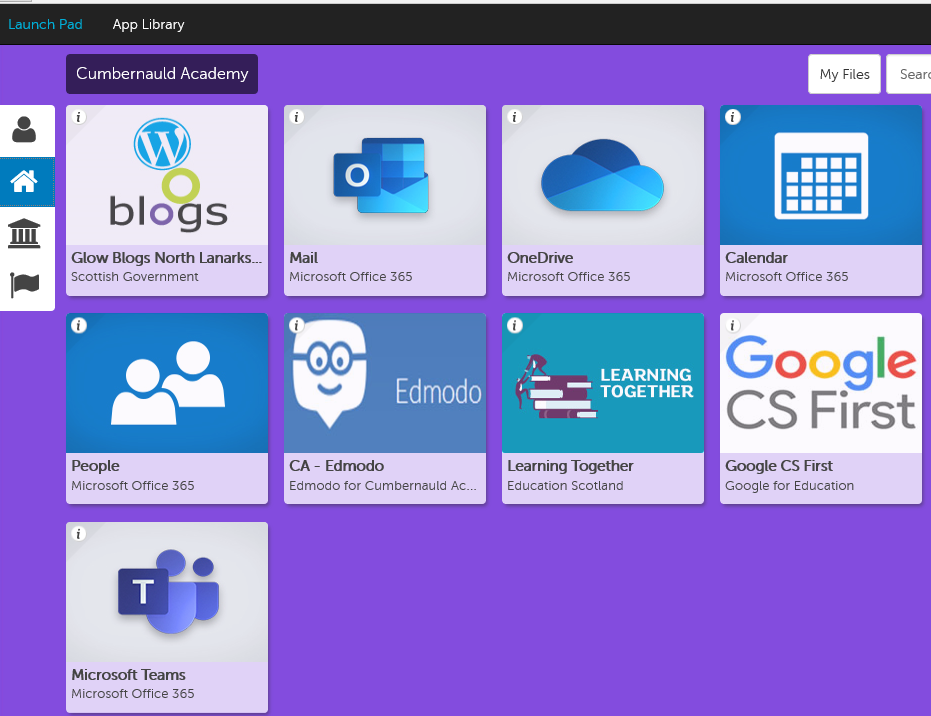 Launch Pad App Library
Cumbernauld Academy
My Files
Searc
i
i
i
i
W
blogs
O
Glow Blogs North Lanarks...
Scottish Government
Mail
Microsoft Office 365
OneDrive
Microsoft Office 365
Calendar
Microsoft Office 365
i
i
i
i
Edmodo
LEARNING
TOGETHER
Google
CS First
People
Microsoft Office 365
CA - Edmodo
Edmodo for Cumbernauld Ac...
Learning Together
Education Scotland
Google CS First
Google for Education
i
T
Microsoft Teams
Microsoft Office 365